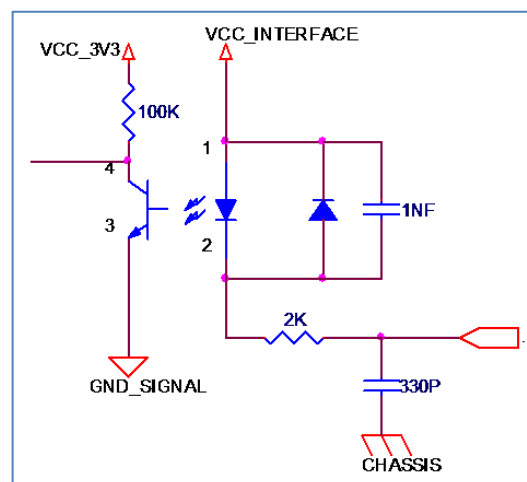 VCC_INTERFACE
VCC_3V3
100K
1
4
3
2
1NF
2K
330P
GND_SIGNAL
CHASSIS